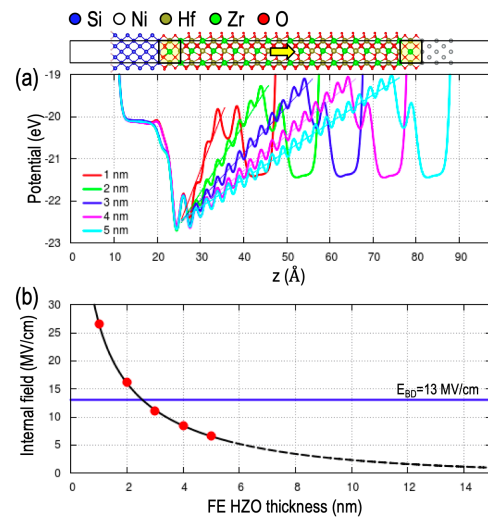 Si Ni Hf Zr O
(a)
-19
-20
-21
-22
-23
Potential (eV)
1 nm
2 nm
3 nm
4 nm
5 nm
0 10 20 30 40 50 60 70 80 90
z (Å)
(b)
30
25
20
15
10
5
0
Internal field (MV/cm)
E_BD=13 MV/cm
0 2 4 6 8 10 12 14
FE HZO thickness (nm)